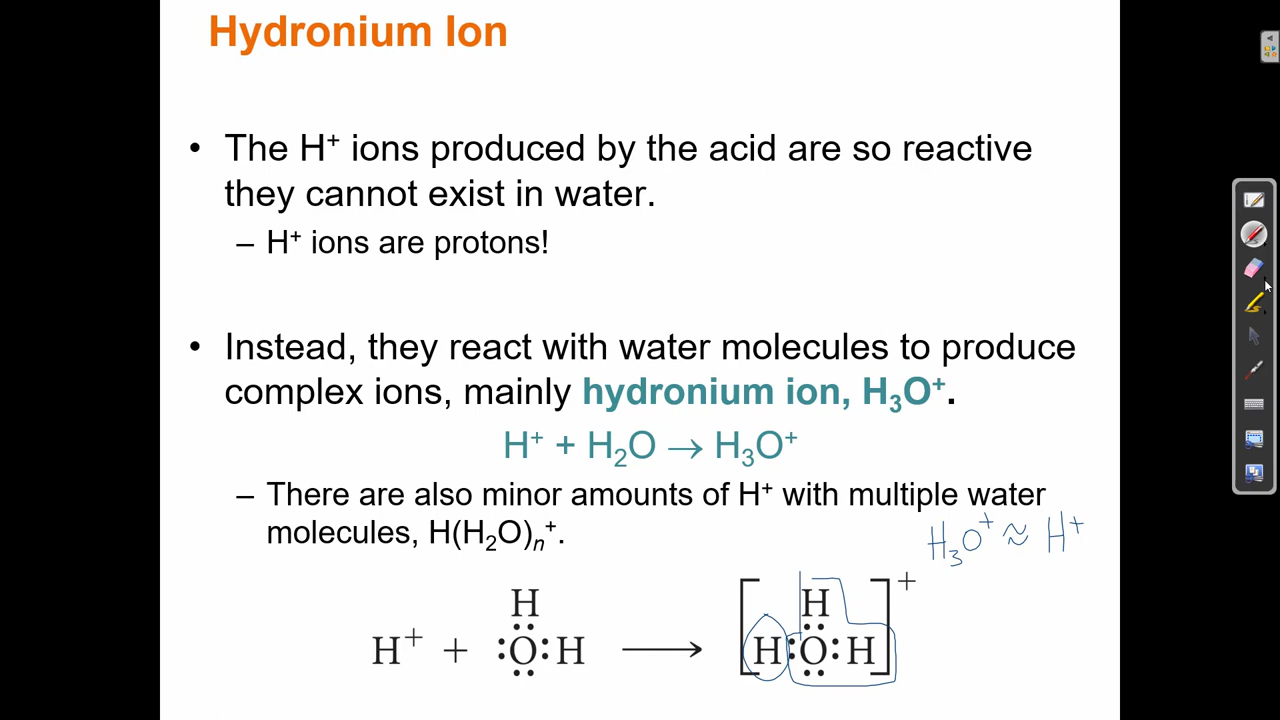 Hydronium Ion
• The H⁺ ions produced by the acid are so reactive
they cannot exist in water.
– H⁺ ions are protons!
• Instead, they react with water molecules to produce
complex ions, mainly hydronium ion, H₃O⁺.
H⁺ + H₂O → H₃O⁺
– There are also minor amounts of H⁺ with multiple water
molecules, H(H₂O)ₙ⁺.
H₃O⁺ ≈ H⁺
H
H⁺ + :O:H ⟶ [H:O:H]⁺
H